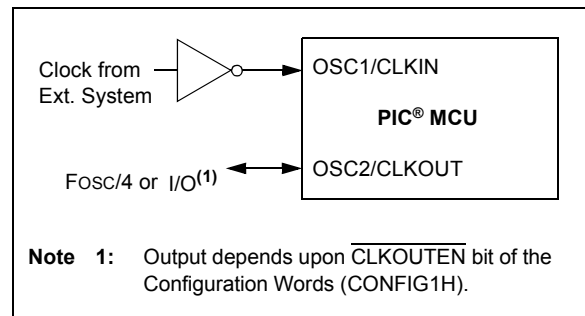 Clock from
Ext. System
OSC1/CLKIN
PIC® MCU
FOSC/4 or I/O(1)
OSC2/CLKOUT
Note 1: Output depends upon CLKOUTEN bit of the
Configuration Words (CONFIG1H).